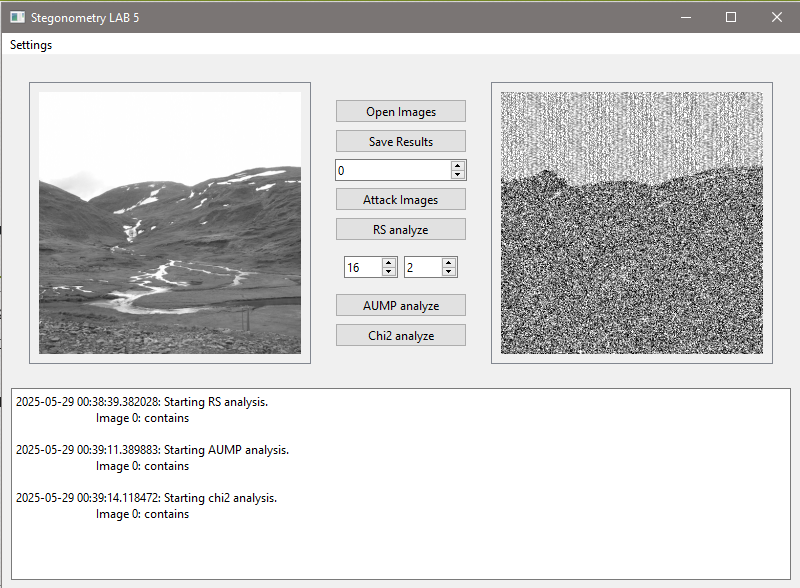 Stegonometry LAB 5
Settings
Open Images
Save Results
0
Attack Images
RS analyze
16 2
AUMP analyze
Chi2 analyze
2025-05-29 00:38:39.382028: Starting RS analysis.
Image 0: contains
2025-05-29 00:39:11.389883: Starting AUMP analysis.
Image 0: contains
2025-05-29 00:39:14.118472: Starting chi2 analysis.
Image 0: contains